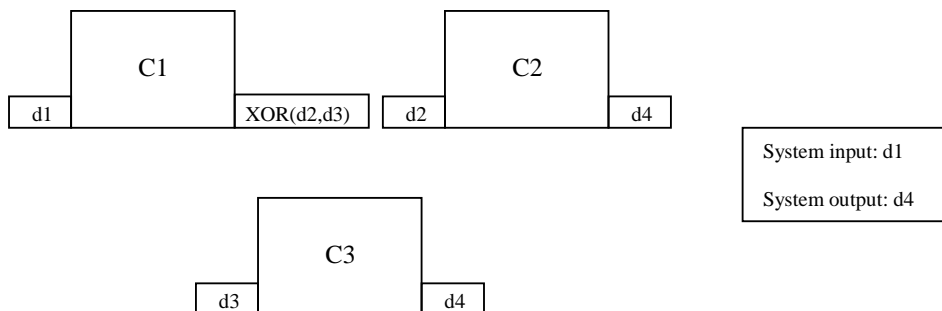 C1
C2
d1
XOR(d2,d3)
d2
d4
System input: d1
System output: d4
C3
d3
d4